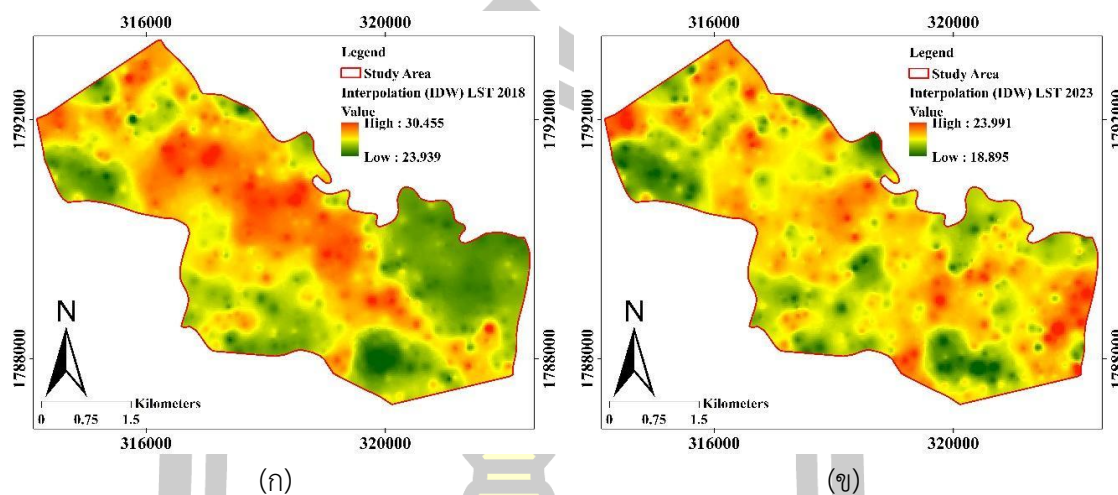 316000 320000
Legend
Study Area
Interpolation (IDW) LST 2018
Value
High : 30.455
Low : 23.939
1792000
1788000
N
Kilometers
0 0.75 1.5
316000 320000
(ก)
316000 320000
Legend
Study Area
Interpolation (IDW) LST 2023
Value
High : 23.991
Low : 18.895
1792000
1788000
1792000
1788000
N
Kilometers
0 0.75 1.5
316000 320000
(ข)